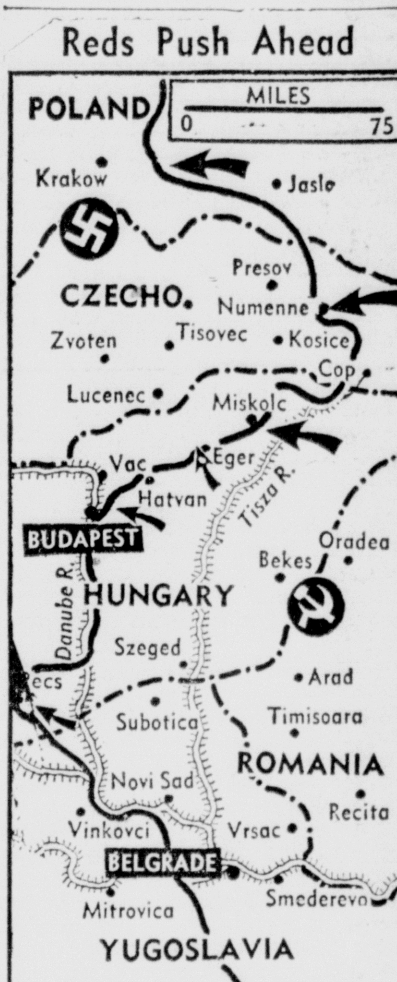 Reds Push Ahead
POLAND
MILES
0 75
Krakow
Jaslo
Presov
CZECHO.
Numenne
Zvoten
Tisovec
Kosice
Cop
Lucenec
Miskolc
Eger
Vac
Hatvan
Tisza R.
BUDAPEST
Oradea
Bekes
Danube R.
HUNGARY
Szeged
ecs
Arad
Subotica
Timisoara
ROMANIA
Novi Sad
Recita
Vinkovci
Vrsac
BELGRADE
Smederevo
Mitrovica
YUGOSLAVIA